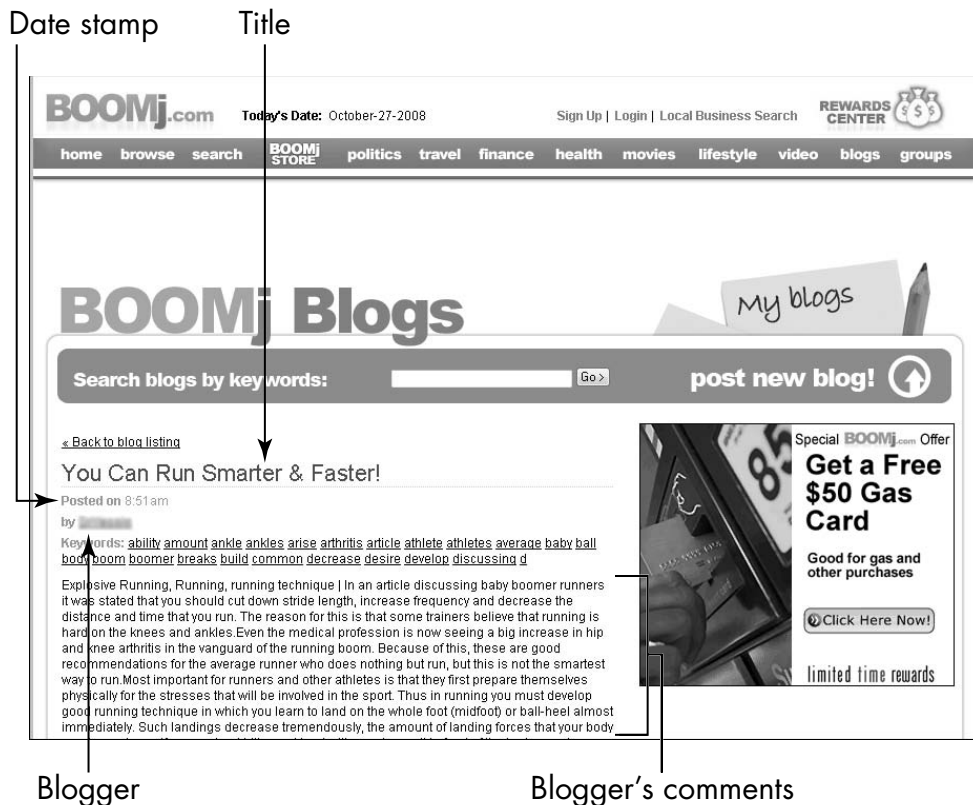 Date stamp Title
BOOMj.com Today's Date: October-27-2008 Sign Up | Login | Local Business Search REWARDS CENTER
home browse search BOOMj STORE politics travel finance health movies lifestyle video blogs groups
BOOMj Blogs
My blogs
Search blogs by keywords: Go > post new blog!
« Back to blog listing
You Can Run Smarter & Faster!
Posted on 8:51am
by
Keywords: ability amount ankle ankles arise arthritis article athlete athletes average baby ball
body boom boomer breaks build common decrease desire develop discussing d
Explosive Running, Running, running technique | In an article discussing baby boomer runners
it was stated that you should cut down stride length, increase frequency and decrease the
distance and time that you run. The reason for this is that some trainers believe that running is
hard on the knees and ankles.Even the medical profession is now seeing a big increase in hip
and knee arthritis in the vanguard of the running boom. Because of this, these are good
recommendations for the average runner who does nothing but run, but this is not the smartest
way to run.Most important for runners and other athletes is that they first prepare themselves
physically for the stresses that will be involved in the sport. Thus in running you must develop
good running technique in which you learn to land on the whole foot (midfoot) or ball-heel almost
immediately. Such landings decrease tremendously, the amount of landing forces that your body
85
Special BOOMj.com Offer
Get a Free
$50 Gas
Card
Good for gas and
other purchases
Click Here Now!
limited time rewards
Blogger Blogger's comments